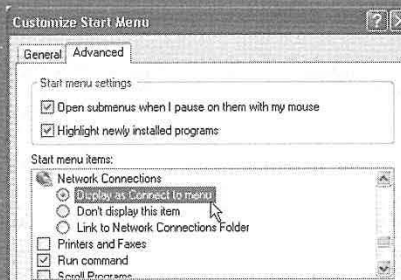 Customize Start Menu
General Advanced
Start menu settings
Open submenus when I pause on them with my mouse
Highlight newly installed programs
Start menu items:
Network Connections
Display as Connect to menu
Don't display this item
Link to Network Connections Folder
Printers and Faxes
Run command
Scroll Programs